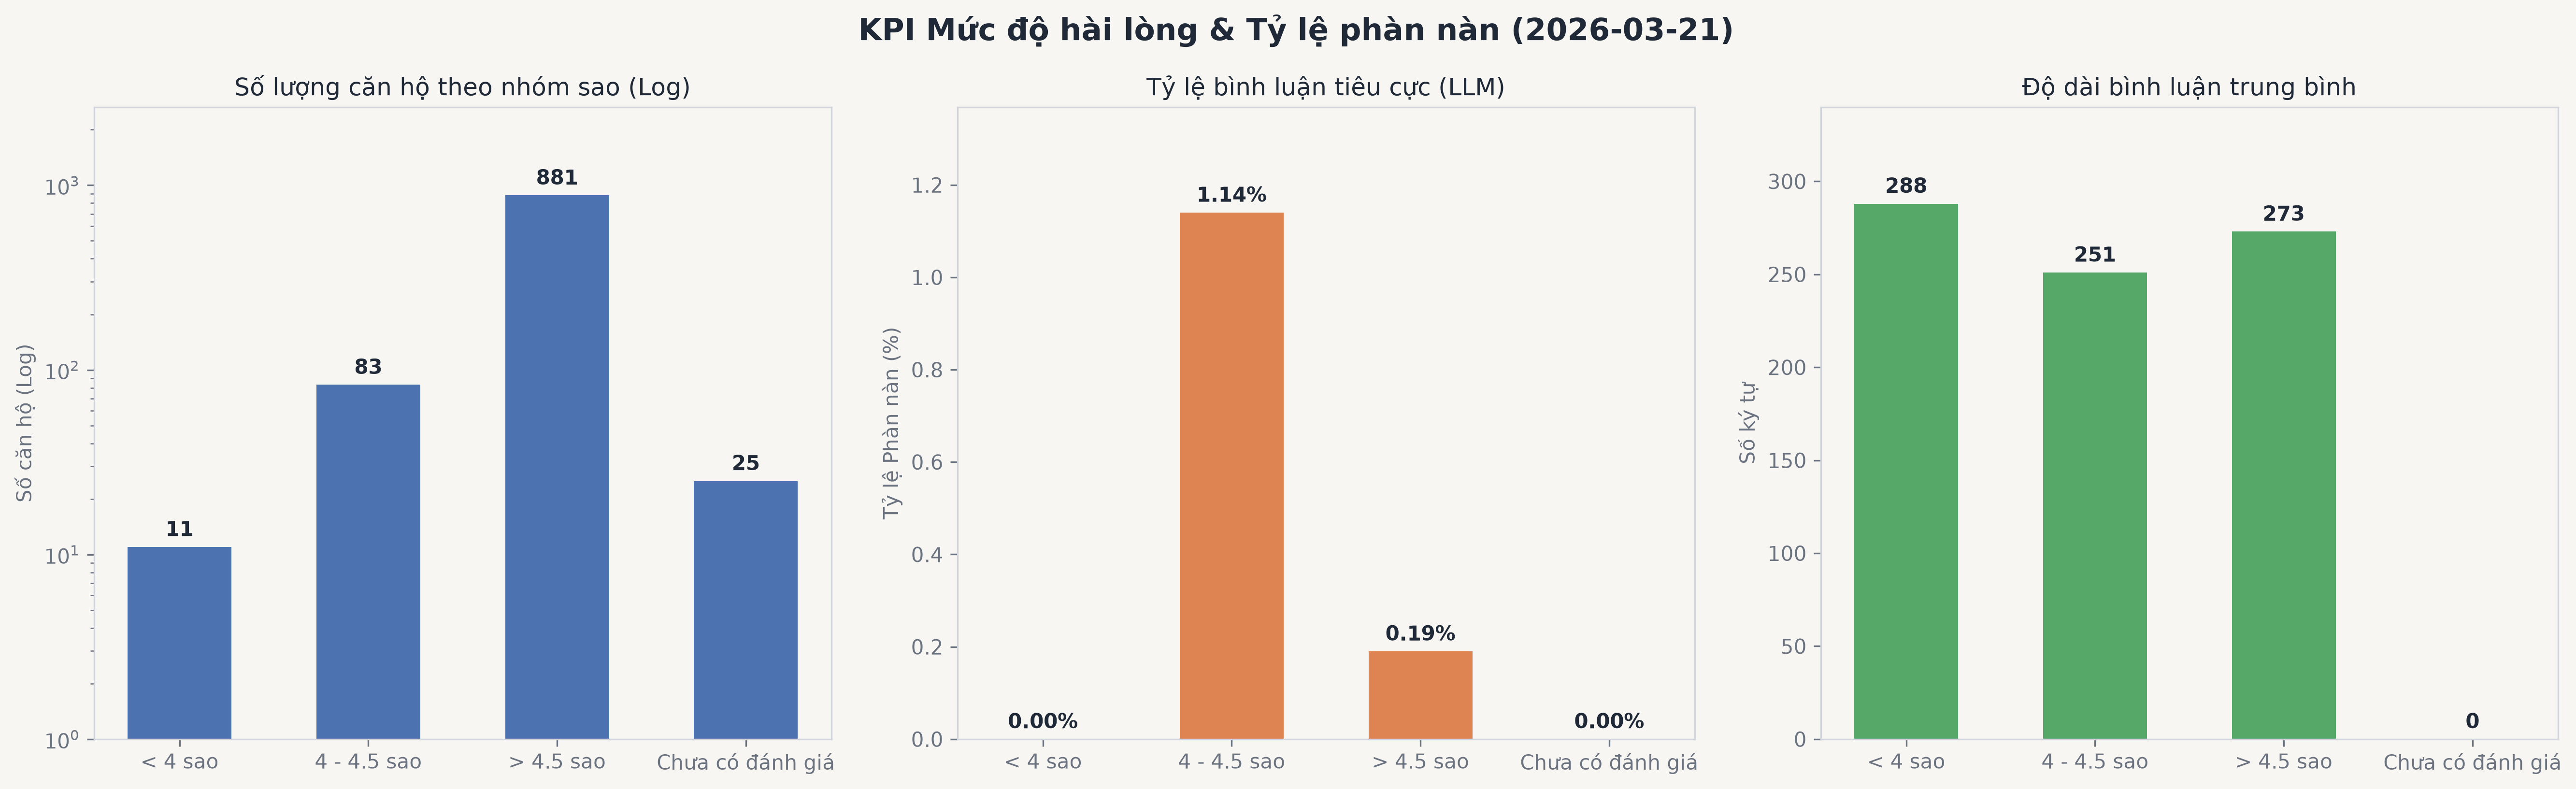 KPI Mức độ hài lòng & Tỷ lệ phàn nàn (2026-03-21)
Số lượng căn hộ theo nhóm sao (Log)
Số căn hộ (Log)
10³
10²
10¹
10⁰
11
83
881
25
< 4 sao
4 - 4.5 sao
> 4.5 sao
Chưa có đánh giá
Tỷ lệ bình luận tiêu cực (LLM)
Tỷ lệ Phàn nàn (%)
1.2
1.0
0.8
0.6
0.4
0.2
0.0
0.00%
1.14%
0.19%
0.00%
< 4 sao
4 - 4.5 sao
> 4.5 sao
Chưa có đánh giá
Độ dài bình luận trung bình
Số ký tự
300
250
200
150
100
50
0
288
251
273
0
< 4 sao
4 - 4.5 sao
> 4.5 sao
Chưa có đánh giá